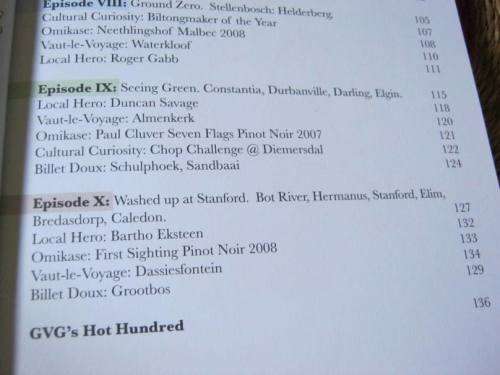 Episode VIII: Ground Zero. Stellenbosch: Helderberg. 105
Cultural Curiosity: Biltongmaker of the Year 107
Omikase: Neethlingshof Malbec 2008 108
Vaut-le-Voyage: Waterkloof 110
Local Hero: Roger Gabb 111
Episode IX: Seeing Green. Constantia, Durbanville, Darling, Elgin. 115
Local Hero: Duncan Savage 118
Vaut-le-Voyage: Almenkerk 120
Omikase: Paul Cluver Seven Flags Pinot Noir 2007 121
Cultural Curiosity: Chop Challenge @ Diemersdal 122
Billet Doux: Schulphoek, Sandbaai 124
Episode X: Washed up at Stanford. Bot River, Hermanus, Stanford, Elim,
Bredasdorp, Caledon. 127
Local Hero: Bartho Eksteen 132
Omikase: First Sighting Pinot Noir 2008 133
Vaut-le-Voyage: Dassiesfontein 134
Billet Doux: Grootbos 129
GVG's Hot Hundred 136